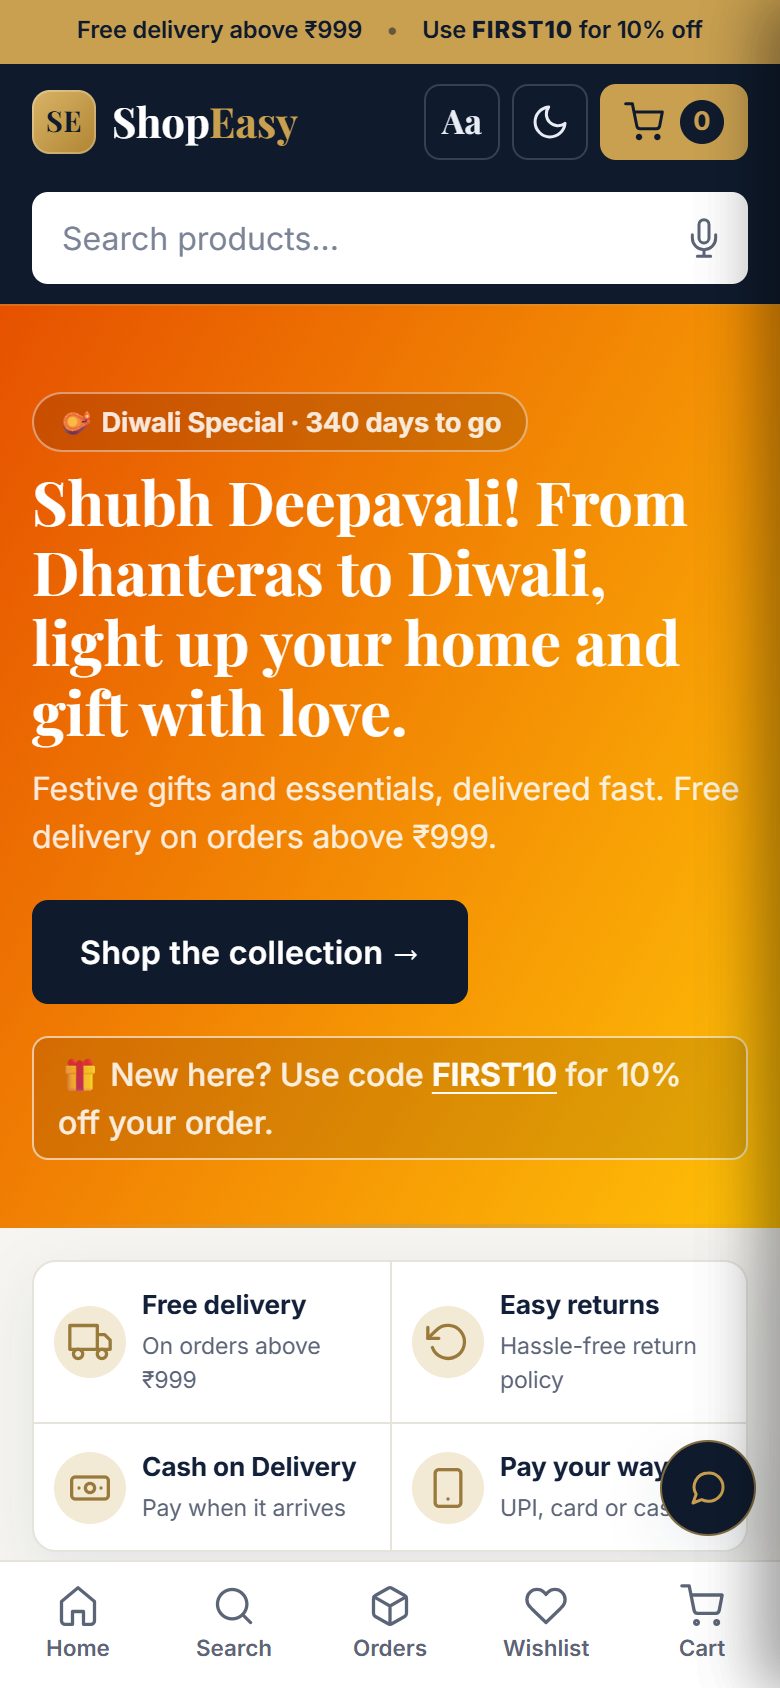 Free delivery above ₹999 • Use FIRST10 for 10% off
SE ShopEasy Aa 0
Search products...
Diwali Special · 340 days to go
Shubh Deepavali! From
Dhanteras to Diwali,
light up your home and
gift with love.
Festive gifts and essentials, delivered fast. Free
delivery on orders above ₹999.
Shop the collection →
New here? Use code FIRST10 for 10%
off your order.
Free delivery
On orders above
₹999
Easy returns
Hassle-free return
policy
Cash on Delivery
Pay when it arrives
Pay your way
UPI, card or cas
Home Search Orders Wishlist Cart